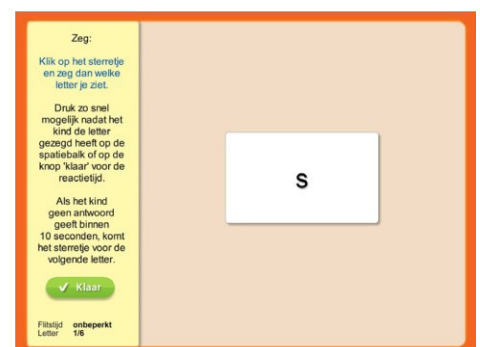 Zeg:
Klik op het sterretje
en zeg dan welke
letter je ziet.
Druk zo snel
mogelijk nadat het
kind de letter
gezegd heeft op de
spatiebalk of op de
knop 'klaar' voor de
reactietijd.
Als het kind
geen antwoord
geeft binnen
10 seconden, komt
het sterretje voor de
volgende letter.
Klaar
Flitstijd onbeperkt
Letter 1/6
s